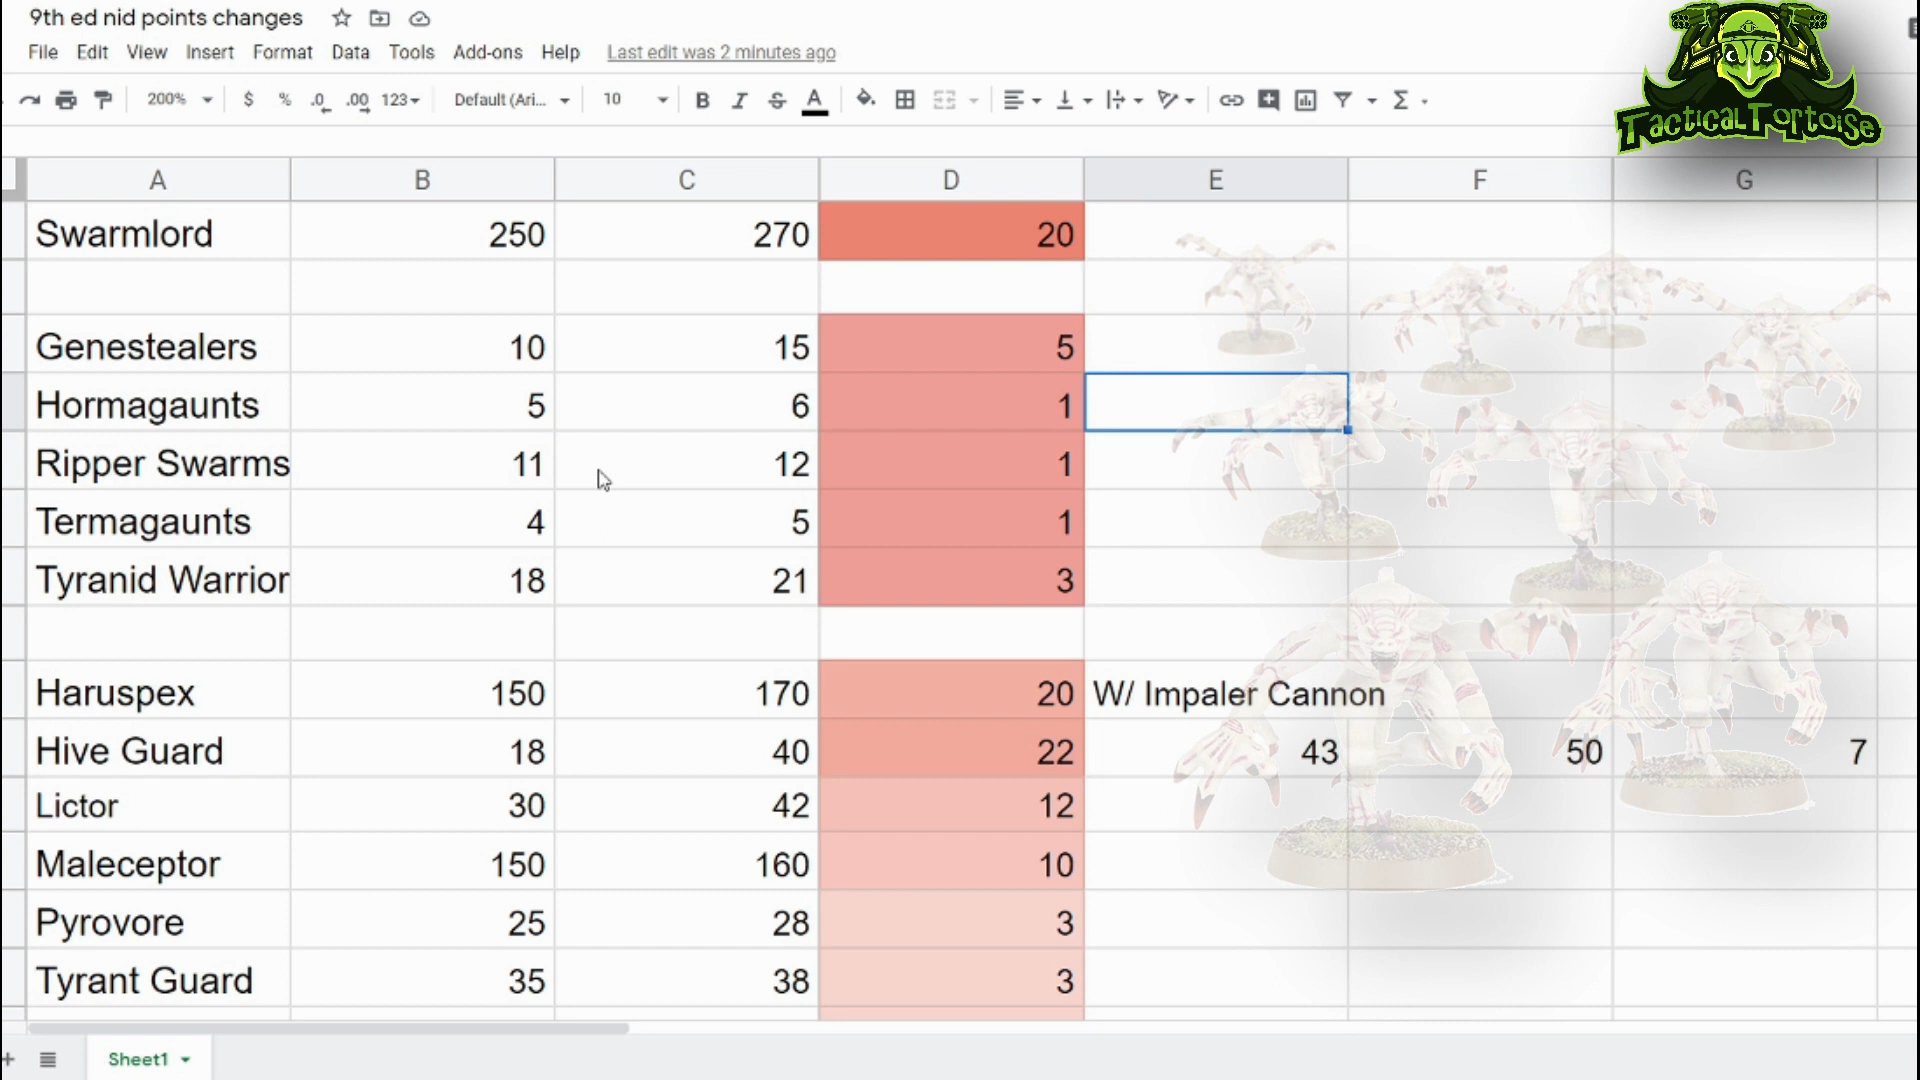 9th ed nid points changes
File Edit View Insert Format Data Tools Add-ons Help Last edit was 2 minutes ago
200% $ % .0 .00 123 Default (Ari... 10 B I S A Σ
TacticalTortoise
A B C D E F G
Swarmlord 250 270 20
Genestealers 10 15 5
Hormagaunts 5 6 1
Ripper Swarms 11 12 1
Termagaunts 4 5 1
Tyranid Warrior 18 21 3
Haruspex 150 170 20 W/ Impaler Cannon
Hive Guard 18 40 22 43 50 7
Lictor 30 42 12
Maleceptor 150 160 10
Pyrovore 25 28 3
Tyrant Guard 35 38 3
Sheet1